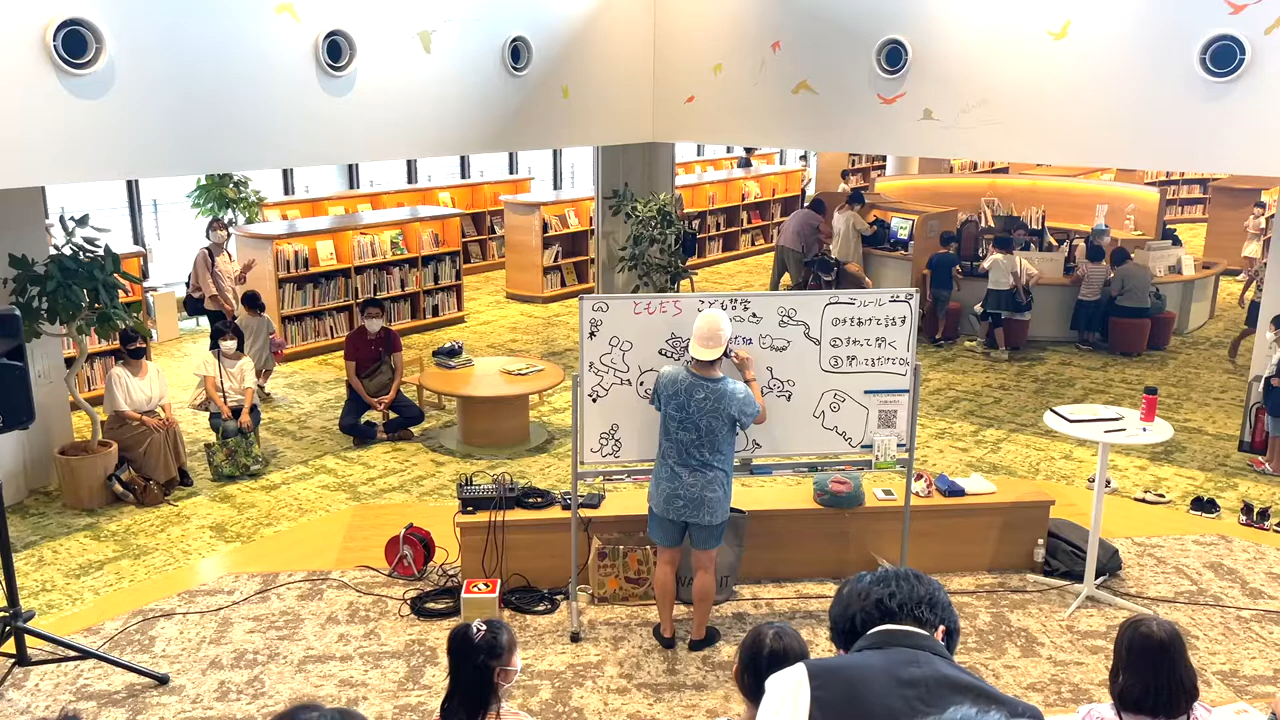 ともだち こども哲学
ルール
①手をあげて話す
②すわって聞く
③聞いてるだけでOK